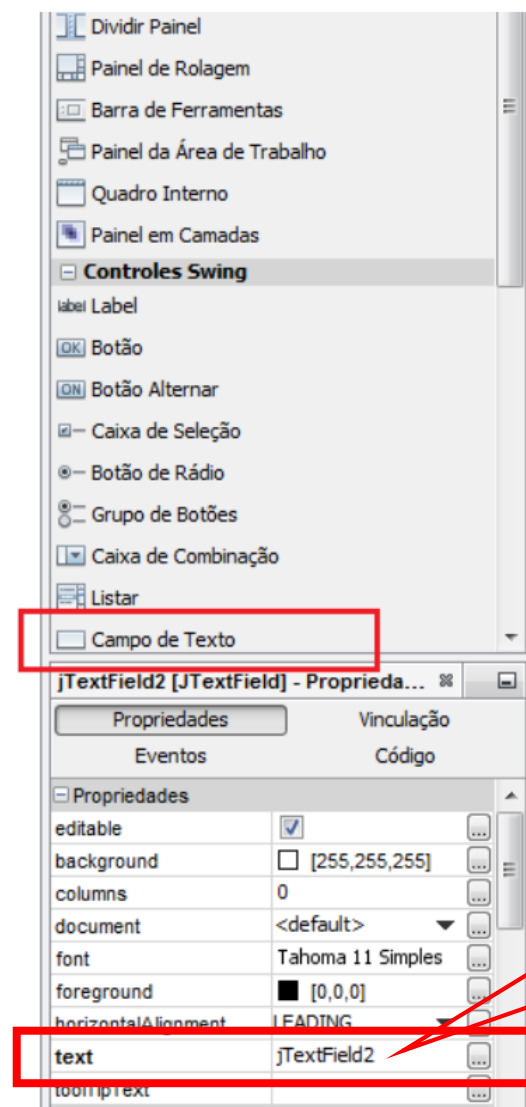 Dividir Painel
Painel de Rolagem
Barra de Ferramentas
Painel da Área de Trabalho
Quadro Interno
Painel em Camadas
Controles Swing
label Label
OK Botão
ON Botão Alternar
Caixa de Seleção
Botão de Rádio
Grupo de Botões
Caixa de Combinação
Listar
Campo de Texto
jTextField2 [JTextField] - Proprieda...
Propriedades Vinculação
Eventos Código
Propriedades
editable
background [255,255,255] ...
columns 0 ...
document <default> ...
font Tahoma 11 Simples ...
foreground [0,0,0] ...
horizontalAlignment LEADING
text jTextField2 ...
toolTipText ...